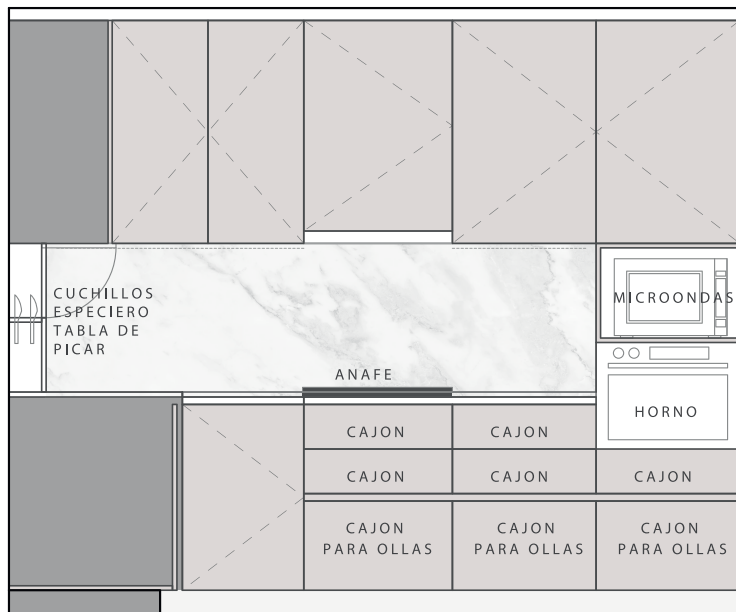 CUCHILLOS
ESPECIERO
TABLA DE
PICAR
MICROONDAS
ANAFE
HORNO
CAJON
CAJON
CAJON
CAJON
CAJON
CAJON
PARA OLLAS
CAJON
PARA OLLAS
CAJON
PARA OLLAS